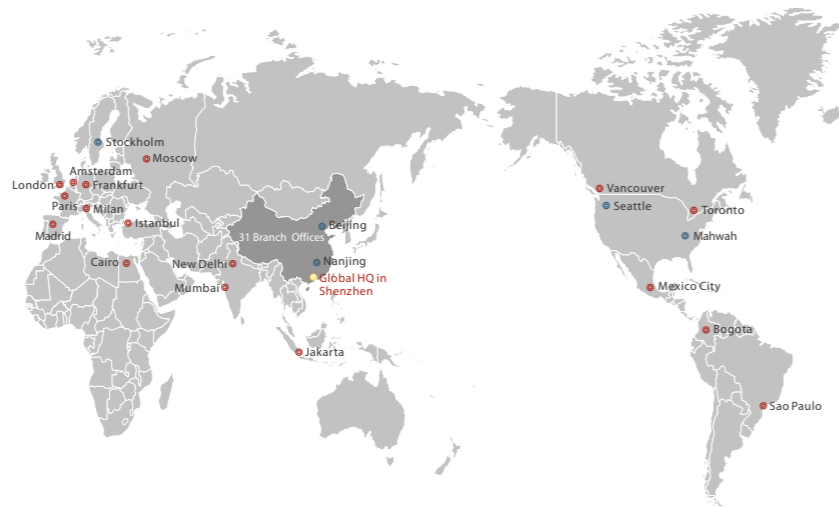 Stockholm
Moscow
Amsterdam
London
Frankfurt
Paris
Milan
Madrid
Istanbul
Cairo
31 Branch Offices
Beijing
Nanjing
New Delhi
Mumbai
Global HQ in
Shenzhen
Jakarta
Vancouver
Seattle
Toronto
Mahwah
Mexico City
Bogota
Sao Paulo